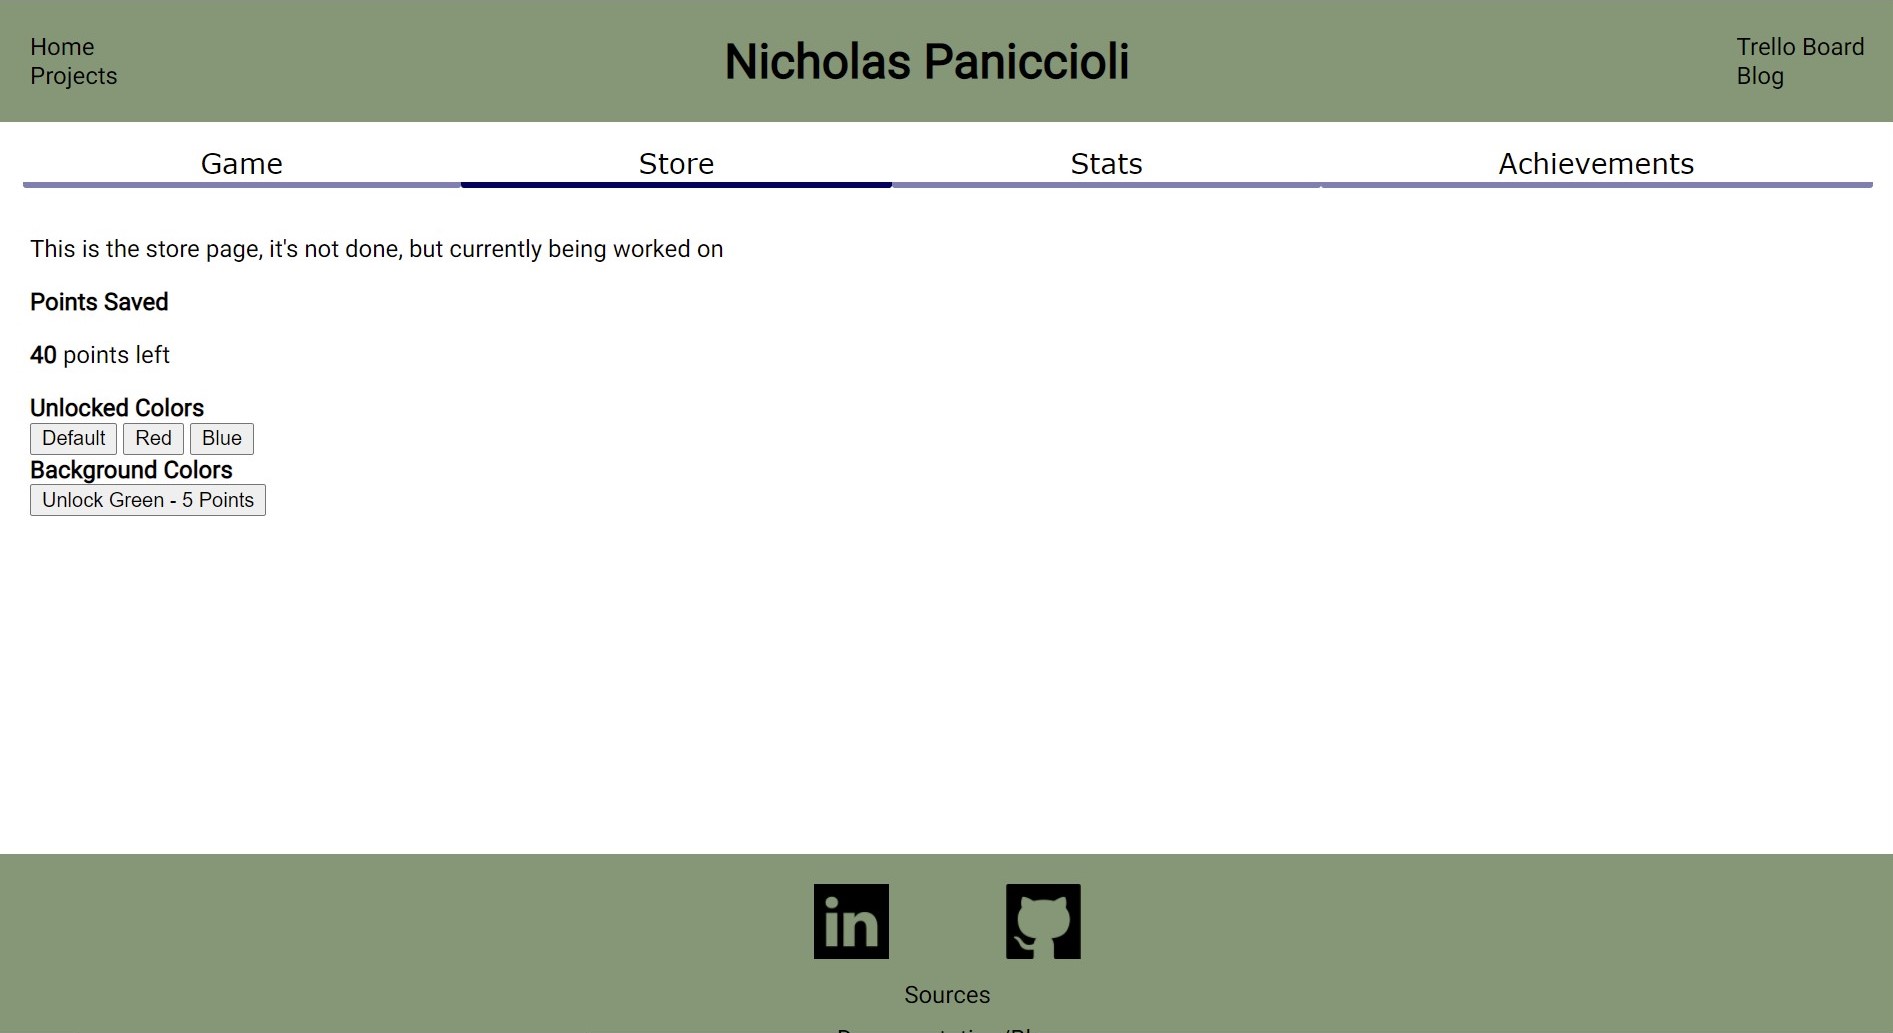 Home
Projects
Nicholas Paniccioli
Trello Board
Blog
Game Store Stats Achievements
This is the store page, it's not done, but currently being worked on
Points Saved
40 points left
Unlocked Colors
Default Red Blue
Background Colors
Unlock Green - 5 Points
in
Sources